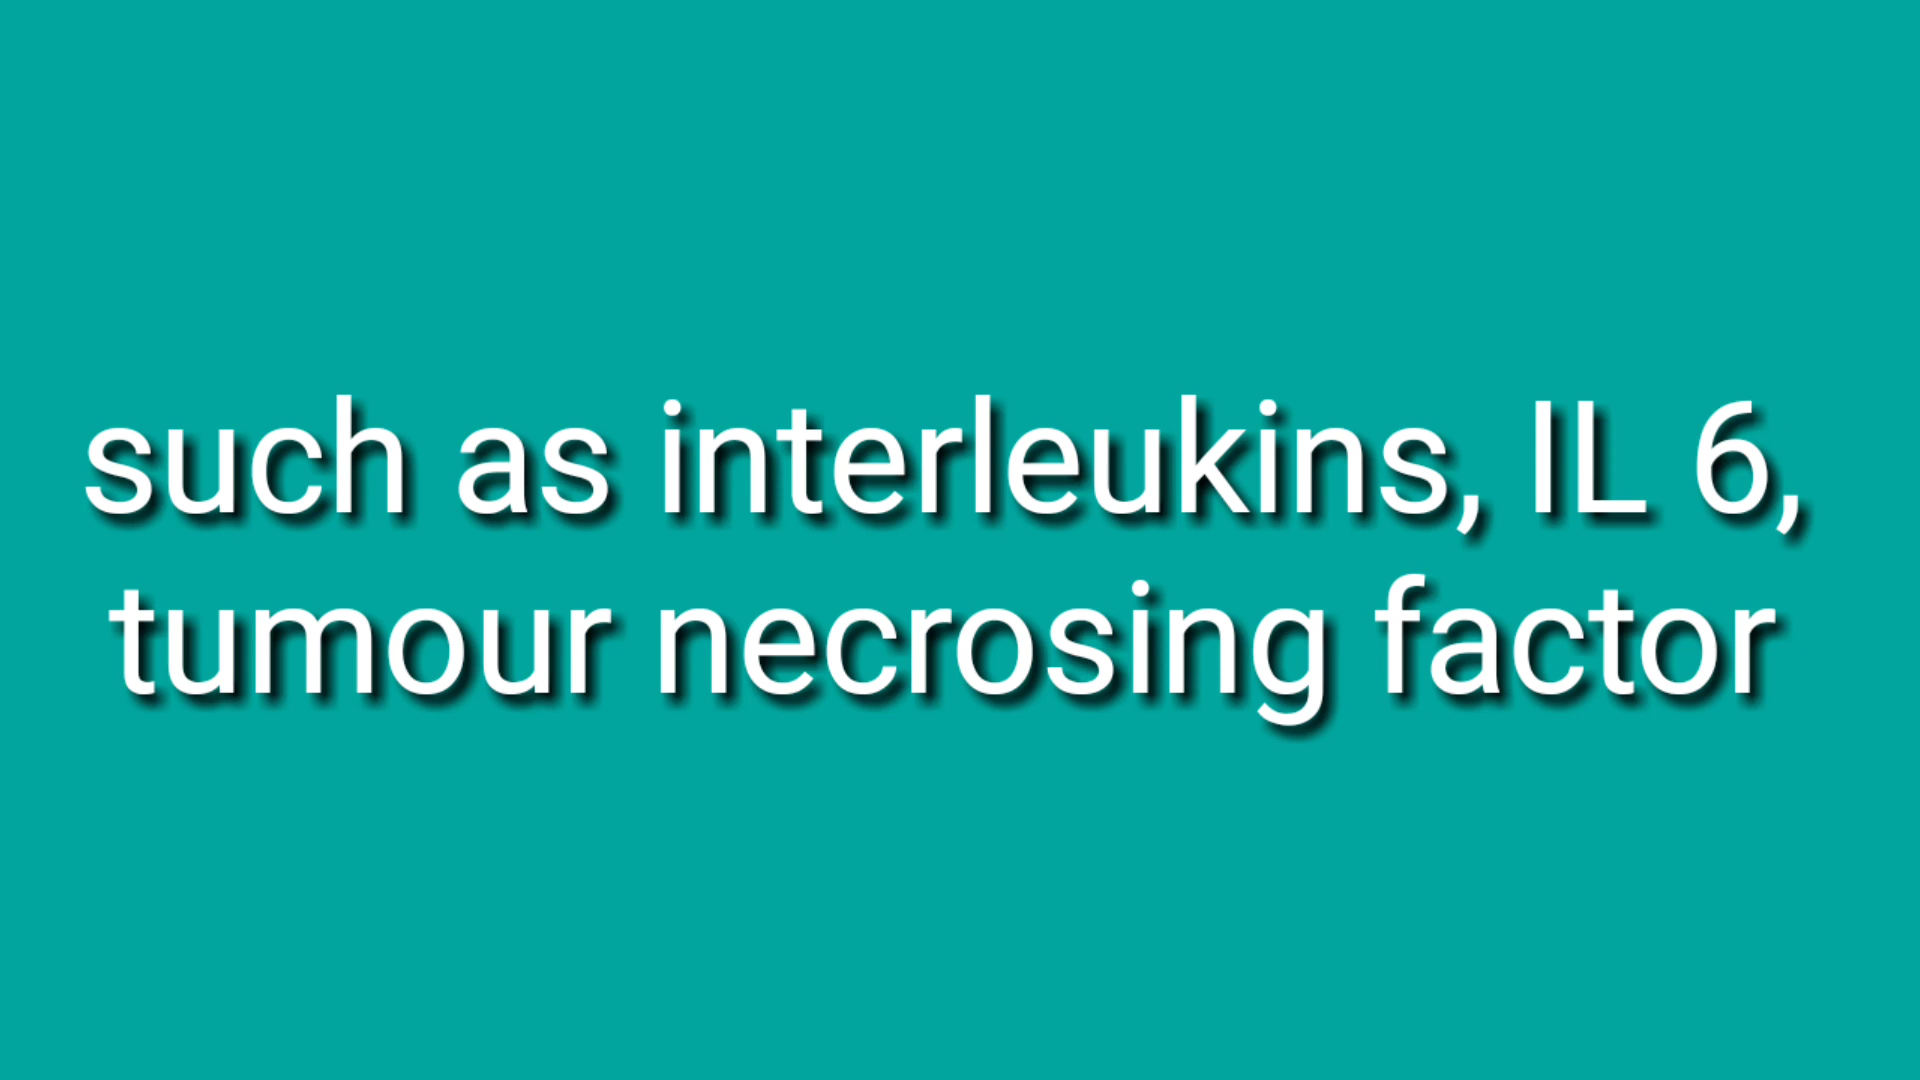 such as interleukins, IL 6,
tumour necrosing factor